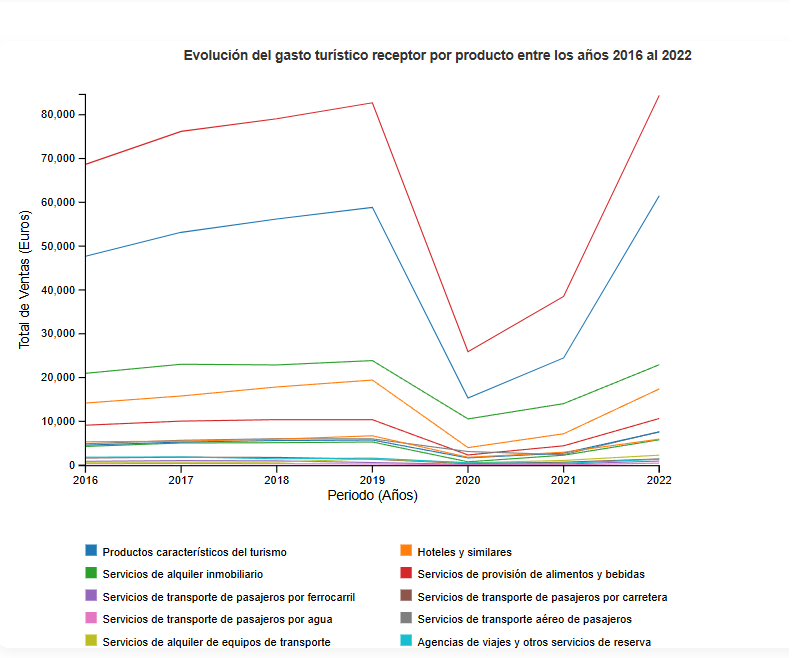 Evolución del gasto turístico receptor por producto entre los años 2016 al 2022
Total de Ventas (Euros)
80,000
70,000
60,000
50,000
40,000
30,000
20,000
10,000
0
2016 2017 2018 2019 2020 2021 2022
Periodo (Años)
Productos característicos del turismo
Hoteles y similares
Servicios de alquiler inmobiliario
Servicios de provisión de alimentos y bebidas
Servicios de transporte de pasajeros por ferrocarril
Servicios de transporte de pasajeros por carretera
Servicios de transporte de pasajeros por agua
Servicios de transporte aéreo de pasajeros
Servicios de alquiler de equipos de transporte
Agencias de viajes y otros servicios de reserva